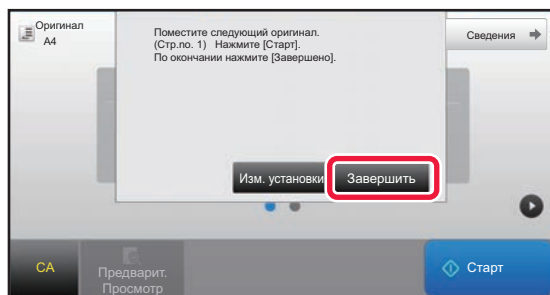 Оригинал
A4
Поместите следующий оригинал.
(Стр.no. 1) Нажмите [Старт].
По окончании нажмите [Завершено].
Сведения
Изм. установки
Завершить
CA
Предварит.
Просмотр
Старт